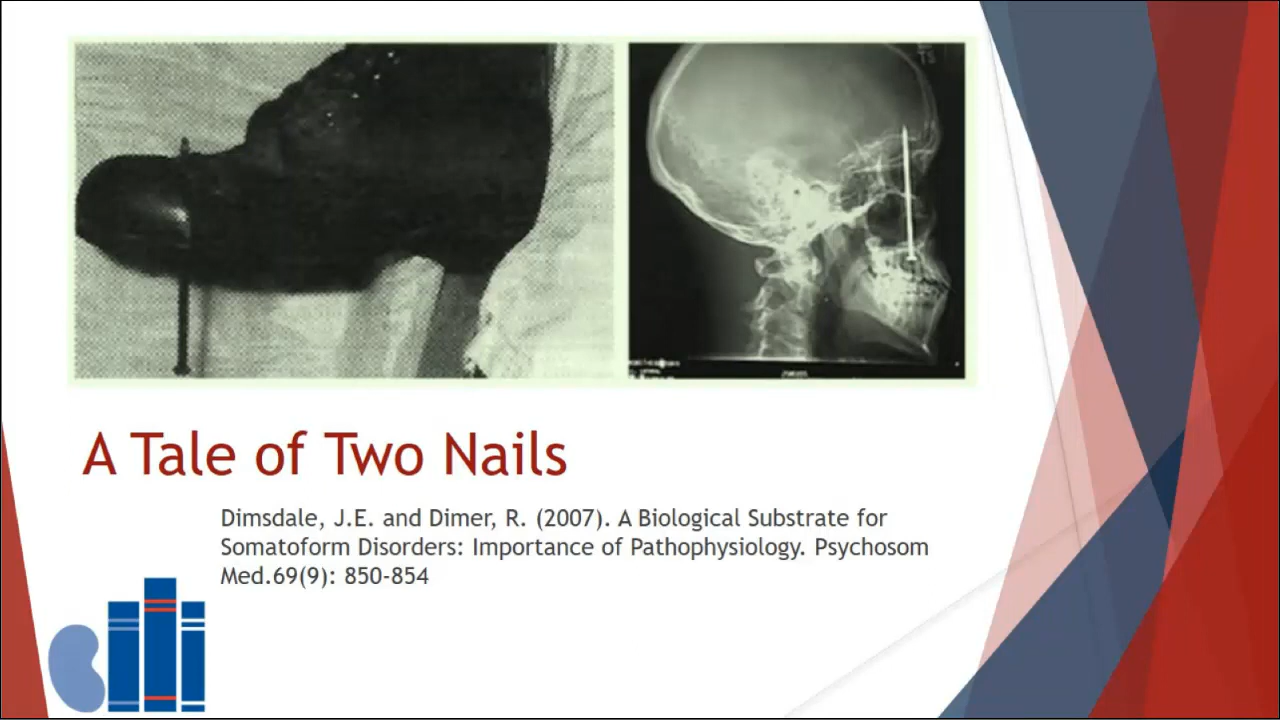 A Tale of Two Nails
Dimsdale, J.E. and Dimer, R. (2007). A Biological Substrate for
Somatoform Disorders: Importance of Pathophysiology. Psychosom
Med.69(9): 850-854